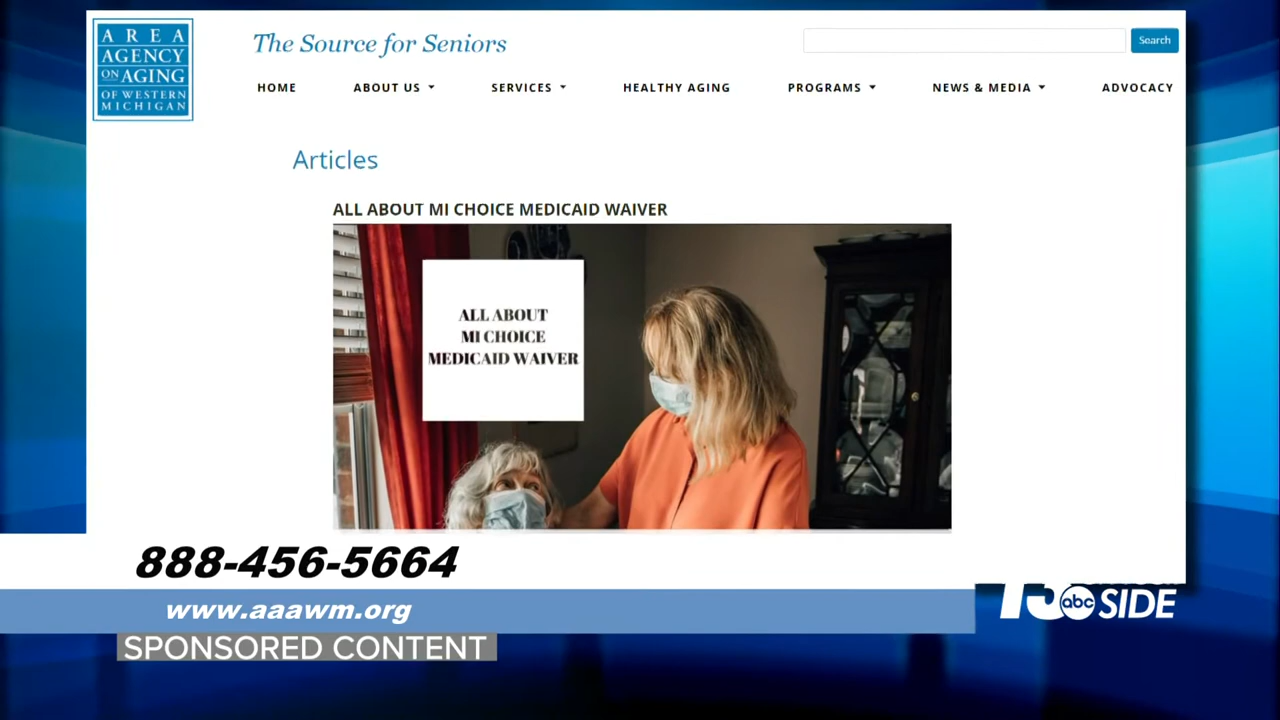 AREA
AGENCY
ON AGING
OF WESTERN
MICHIGAN
The Source for Seniors
Search
HOME
ABOUT US
SERVICES
HEALTHY AGING
PROGRAMS
NEWS & MEDIA
ADVOCACY
Articles
ALL ABOUT MI CHOICE MEDICAID WAIVER
ALL ABOUT
MI CHOICE
MEDICAID WAIVER
888-456-5664
www.aaawm.org
13 abc SIDE
SPONSORED CONTENT